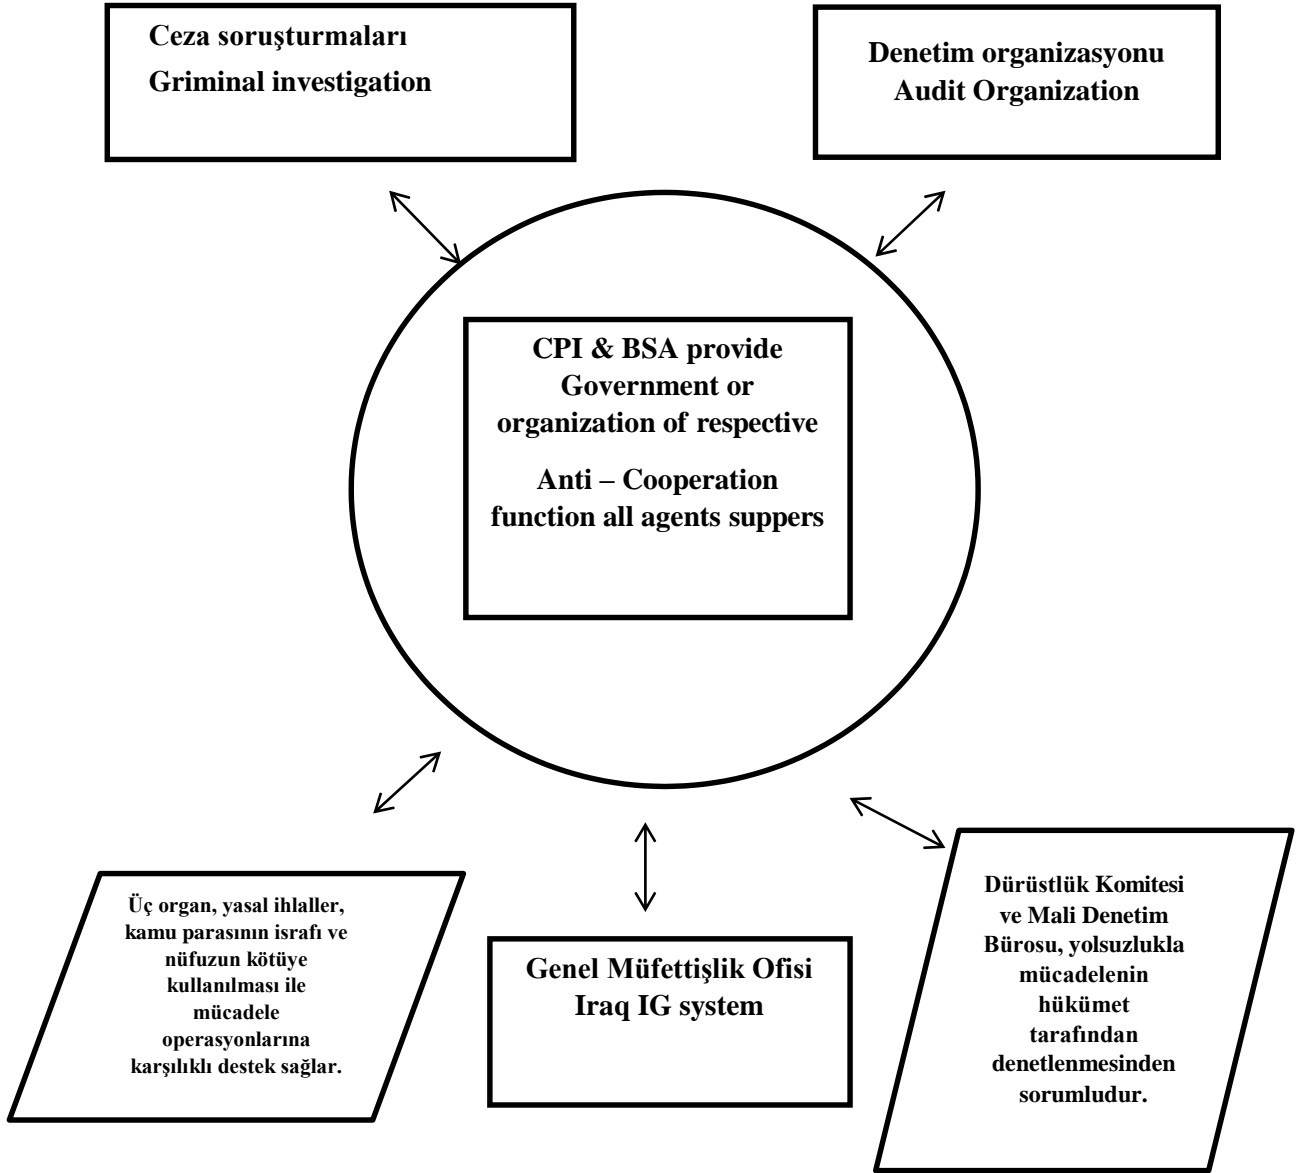 Ceza soruşturmaları
Griminal investigation
Denetim organizasyonu
Audit Organization
CPI & BSA provide
Government or
organization of respective
Anti – Cooperation
function all agents suppers
Üç organ, yasal ihlaller,
kamu parasının israfı ve
nüfuzun kötüye
kullanılması ile
mücadele
operasyonlarına
karşılıklı destek sağlar.
Genel Müfettişlik Ofisi
Iraq IG system
Dürüstlük Komitesi
ve Mali Denetim
Bürosu, yolsuzlukla
mücadelenin
hükümet
tarafından
denetlenmesinden
sorumludur.